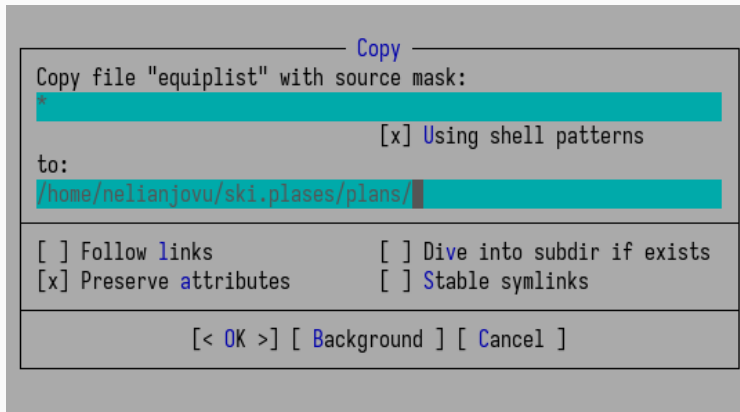 Copy
Copy file "equiplist" with source mask:
*
[x] Using shell patterns
to:
/home/nelianjovu/ski.plases/plans/
[ ] Follow links [ ] Dive into subdir if exists
[x] Preserve attributes [ ] Stable symlinks
[< OK >] [ Background ] [ Cancel ]